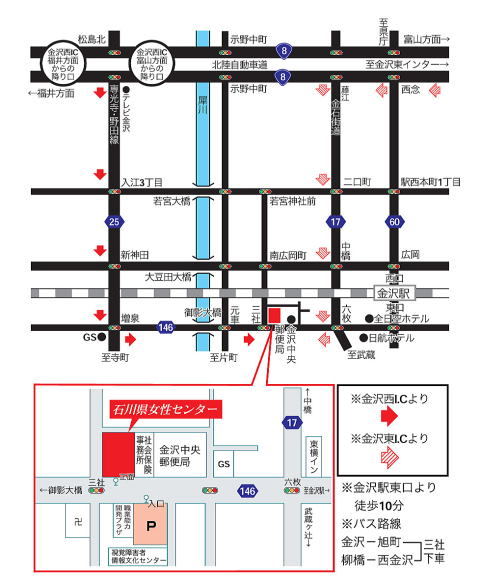 松島北
示野中町
至県庁
富山方面→
金沢西IC
福井方面
からの
降り口
金沢西IC
富山方面
からの
降り口
8
北陸自動車道
至金沢東インター→
8
←福井方面
専光寺・野田線
テレビ金沢
犀川
示野中町
藤江
金石街道
西念
入江3丁目
若宮大橋
若宮神社前
二口町
駅西本町1丁目
25
17
60
新神田
大豆田大橋
南広岡町
中橋
広岡
西口
金沢駅
東口
増泉
146
御影大橋
元車
三社
六枚
全日空ホテル
日航ホテル
GS
金沢中央
郵便局
至寺町
至片町
至武蔵
石川県女性センター
社会保険
事務所
金沢中央
郵便局
GS
↑中橋
17
東横イン
三社
正面
六枚
←御影大橋
146
至金沢駅→
入口
卍
職業能力
開発プラザ
P
視覚障害者
情報文化センター
武蔵ヶ辻↓
※金沢西I.Cより
※金沢東I.Cより
※金沢駅東口より
徒歩10分
※バス路線
金沢－旭町
柳橋－西金沢
三社
下車